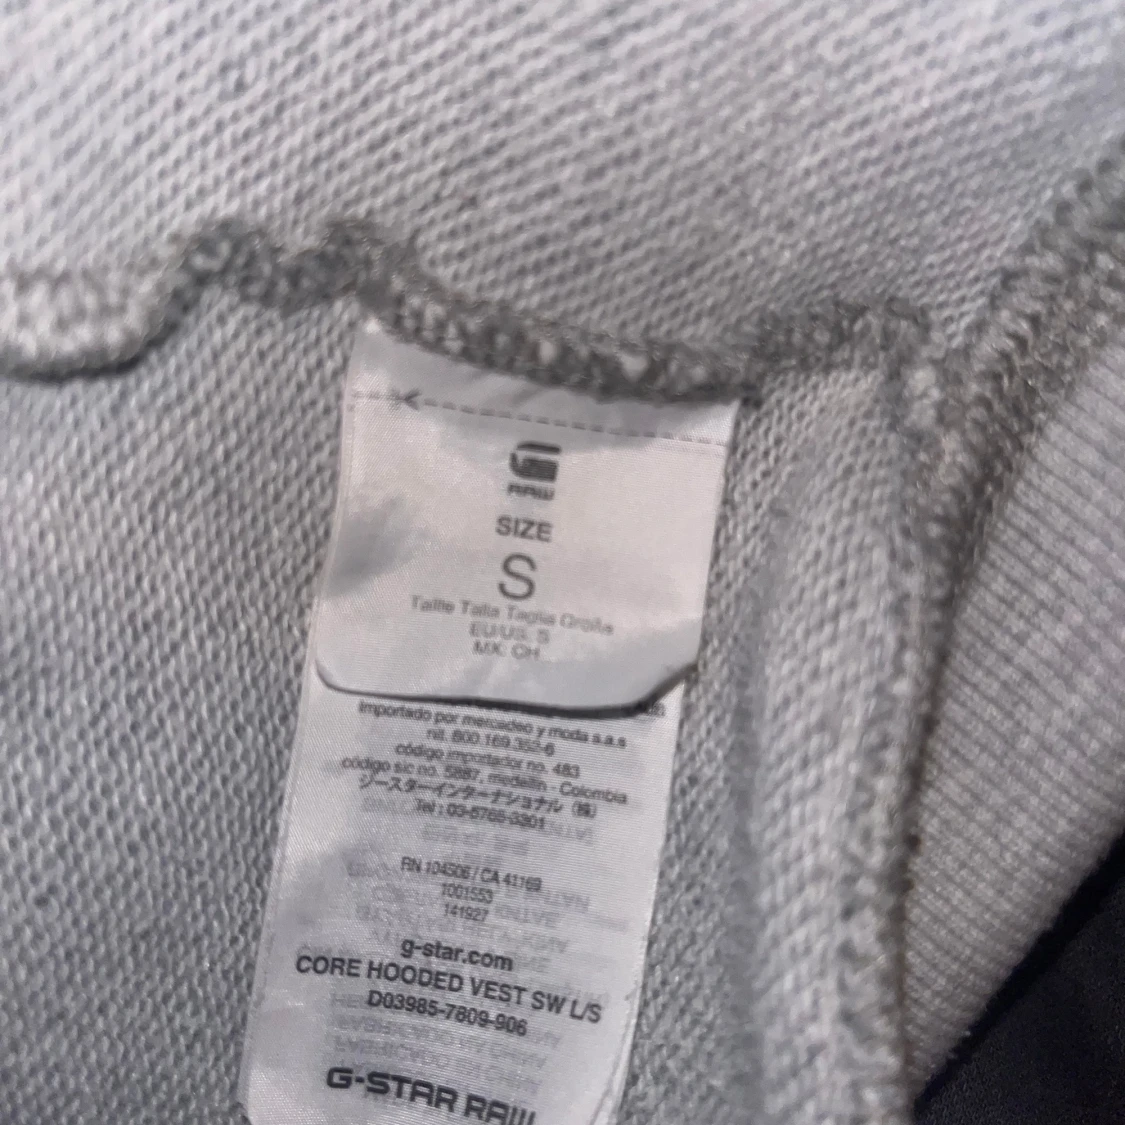 RAW
SIZE
S
Taille Talla Taglia Größe
EU/US: S
MX: CH
Importado por mercadeo y moda s.a.s
nit. 800.169.352-6
código importador no. 483
código sic no. 5887, medellin - Colombia
ジースターインターナショナル (株)
Tel : 03-5765-3301
RN 104506 / CA 41169
1001553
141927
g-star.com
CORE HOODED VEST SW L/S
D03985-7809-906
G-STAR RAW